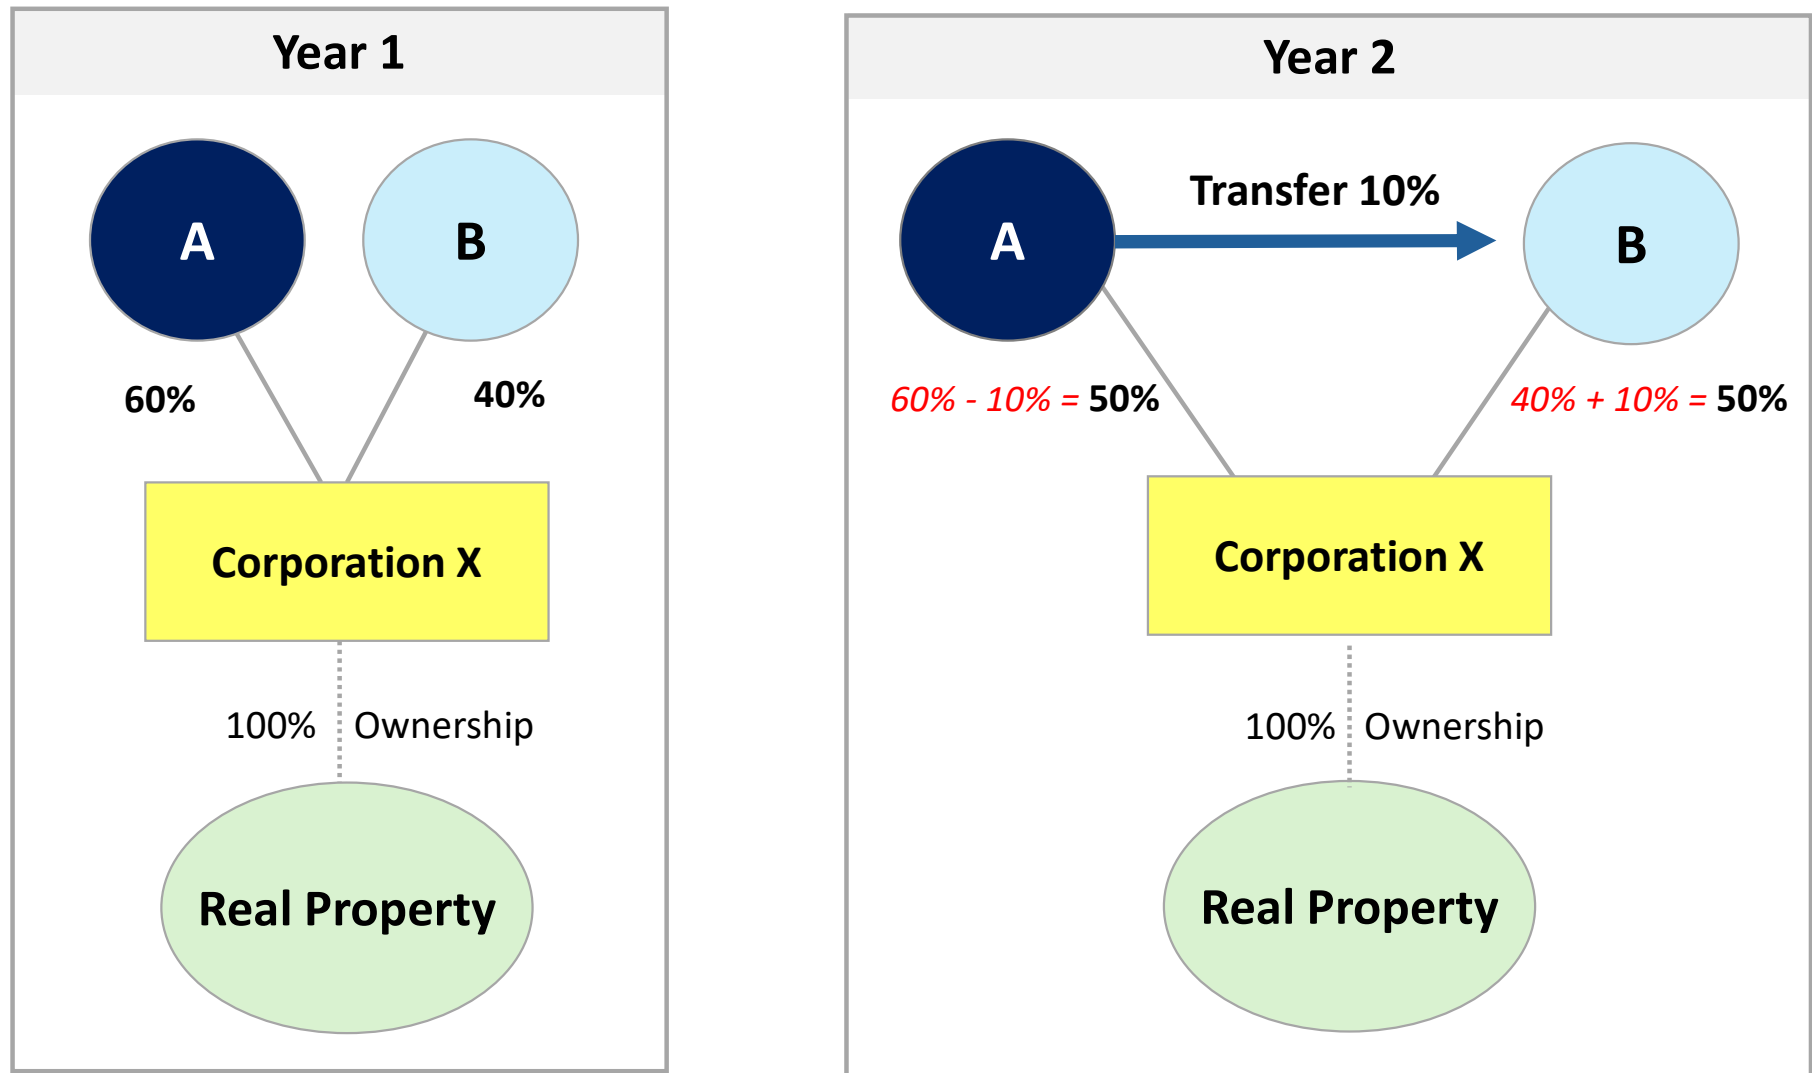 Year 1
A
B
60%
40%
Corporation X
100% Ownership
Real Property
Year 2
A
Transfer 10%
B
60% - 10% = 50%
40% + 10% = 50%
Corporation X
100% Ownership
Real Property